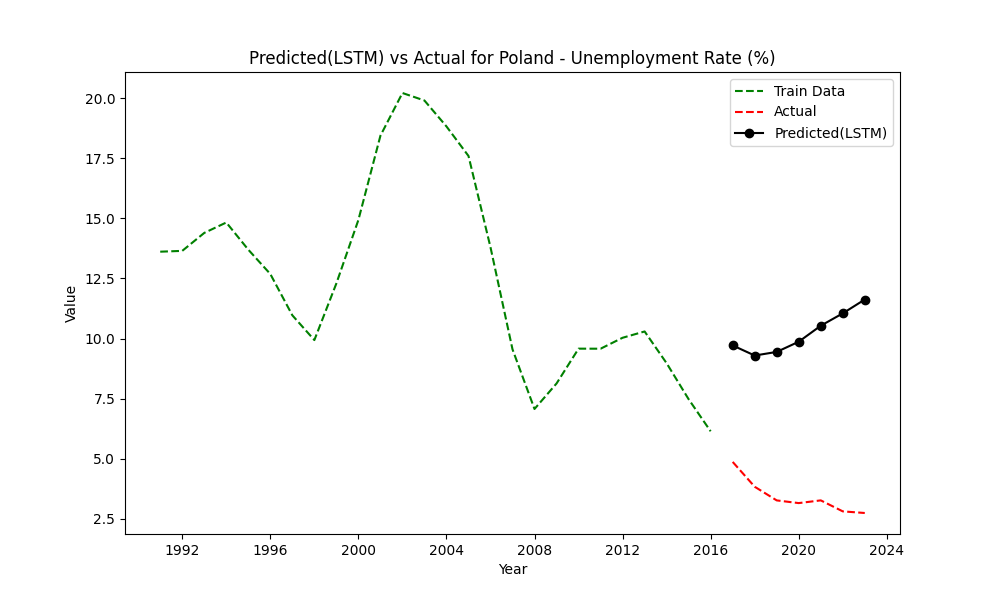 Predicted(LSTM) vs Actual for Poland - Unemployment Rate (%)
Train Data
Actual
Predicted(LSTM)
20.0
17.5
15.0
12.5
10.0
7.5
5.0
2.5
Value
1992 1996 2000 2004 2008 2012 2016 2020 2024
Year